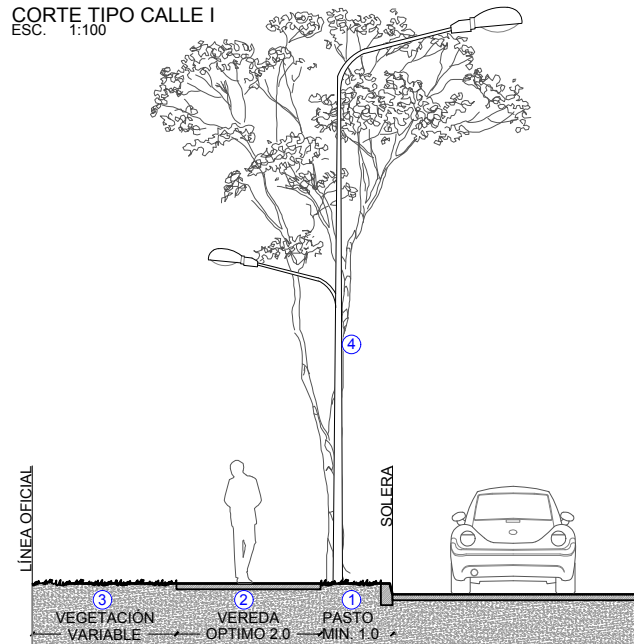 CORTE TIPO CALLE I
ESC. 1:100
4
LÍNEA OFICIAL
SOLERA
3
2
1
VEGETACIÓN
VARIABLE
VEREDA
OPTIMO 2.0
PASTO
MIN. 1.0